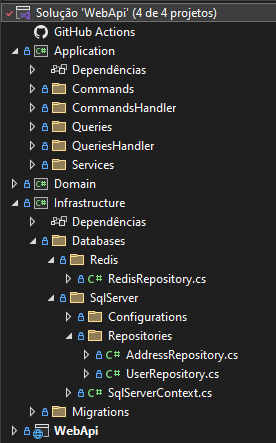 Solução 'WebApi' (4 de 4 projetos)
GitHub Actions
C# Application
Dependências
Commands
CommandsHandler
Queries
QueriesHandler
Services
C# Domain
C# Infrastructure
Dependências
Databases
Redis
C# RedisRepository.cs
SqlServer
Configurations
Repositories
C# AddressRepository.cs
C# UserRepository.cs
C# SqlServerContext.cs
Migrations
WebApi